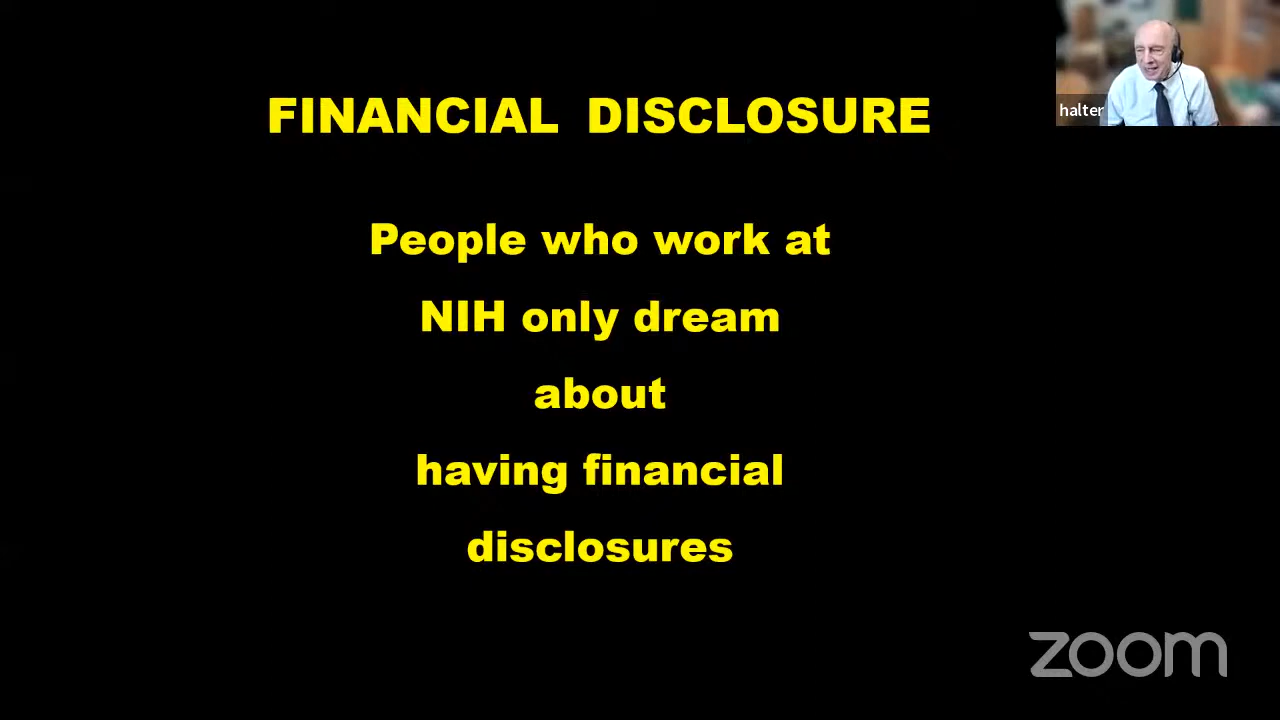 FINANCIAL DISCLOSURE
halter
People who work at
NIH only dream
about
having financial
disclosures
zoom